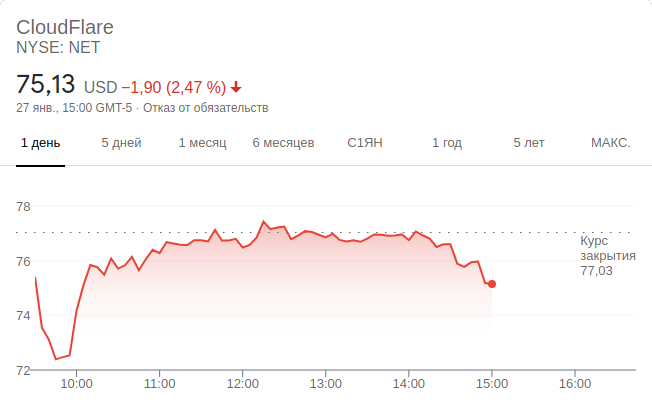 CloudFlare
NYSE: NET
75,13 USD −1,90 (2,47 %)
27 янв., 15:00 GMT-5 · Отказ от обязательств
1 день 5 дней 1 месяц 6 месяцев С1ЯН 1 год 5 лет МАКС.
78
76
74
72
Курс
закрытия
77,03
10:00 11:00 12:00 13:00 14:00 15:00 16:00